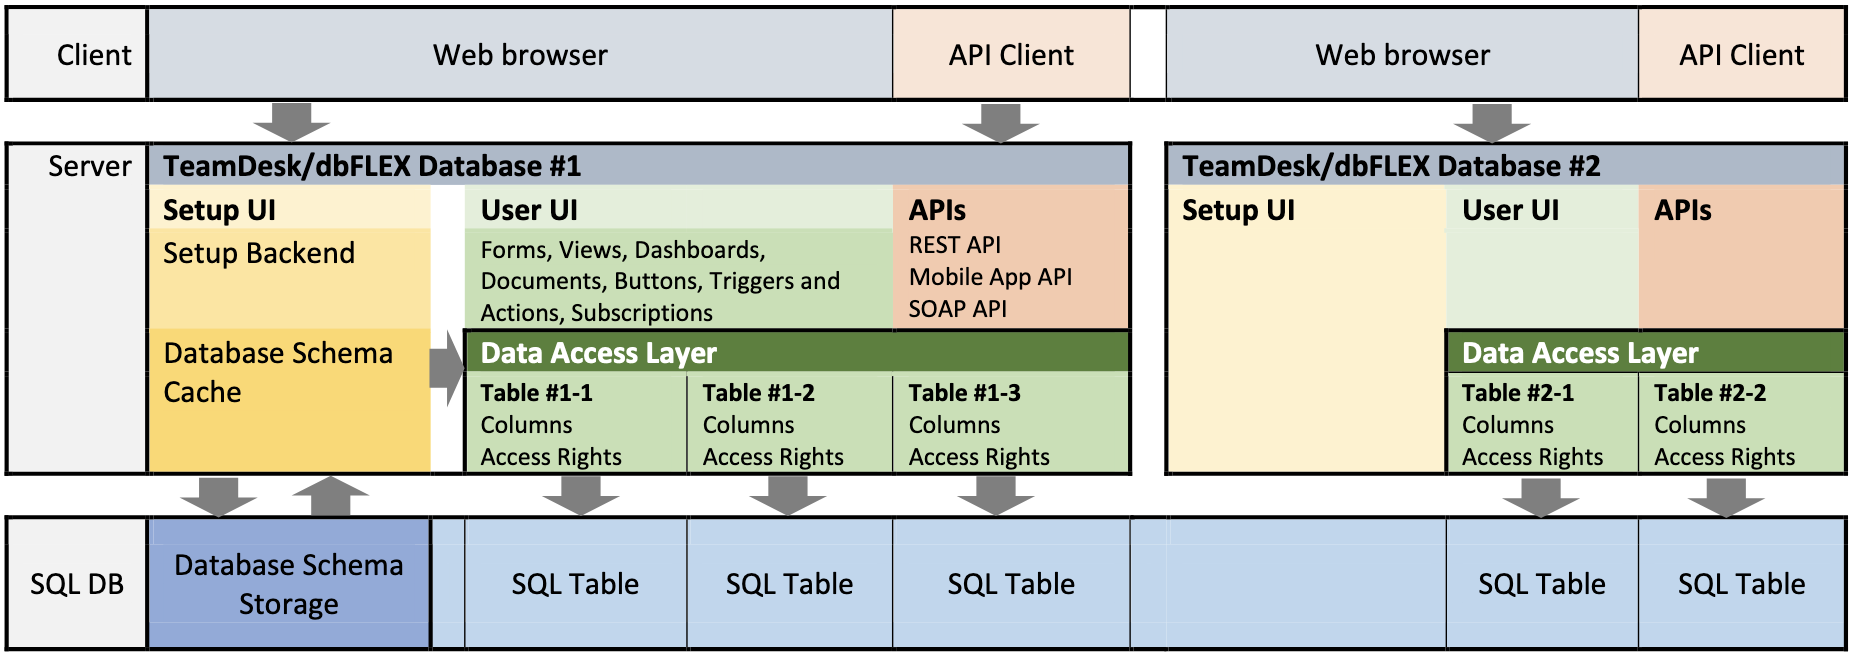 Client
Web browser
API Client
Web browser
API Client
Server
TeamDesk/dbFLEX Database #1
Setup UI
Setup Backend
Database Schema
Cache
User UI
Forms, Views, Dashboards,
Documents, Buttons, Triggers and
Actions, Subscriptions
APIs
REST API
Mobile App API
SOAP API
Data Access Layer
Table #1-1
Columns
Access Rights
Table #1-2
Columns
Access Rights
Table #1-3
Columns
Access Rights
TeamDesk/dbFLEX Database #2
Setup UI
User UI
APIs
Data Access Layer
Table #2-1
Columns
Access Rights
Table #2-2
Columns
Access Rights
SQL DB
Database Schema
Storage
SQL Table
SQL Table
SQL Table
SQL Table
SQL Table